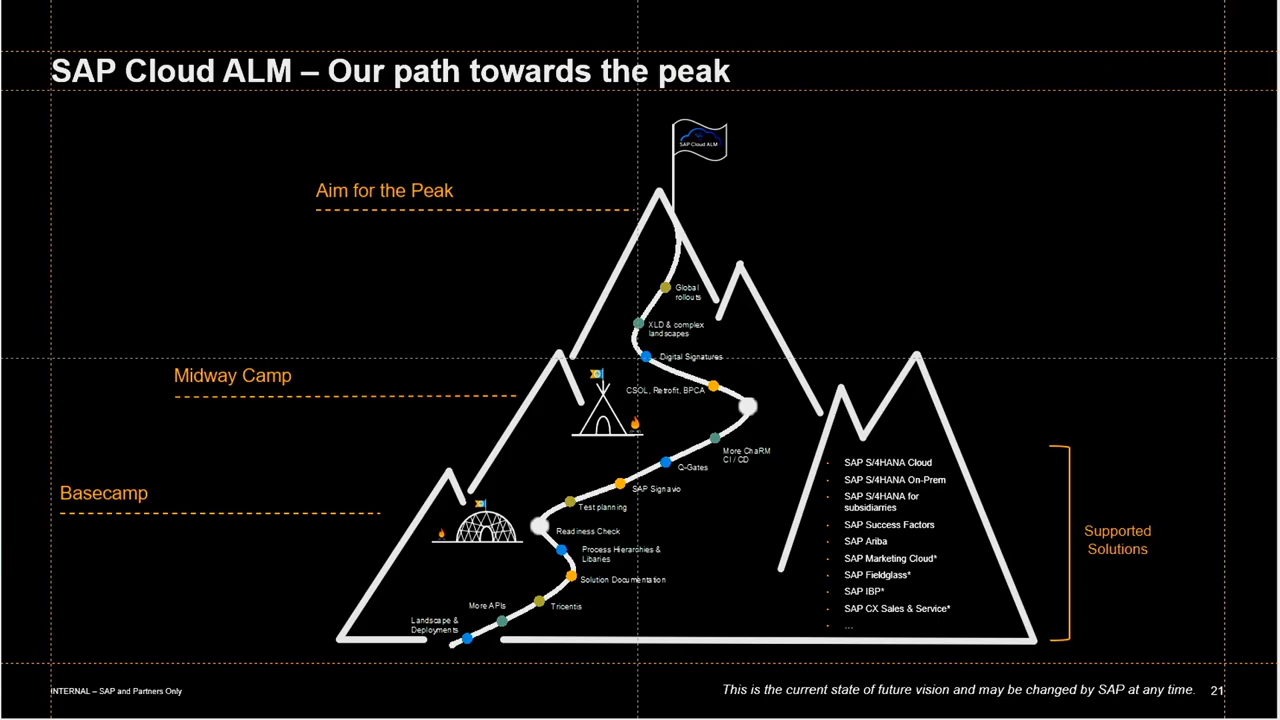 SAP Cloud ALM – Our path towards the peak
SAP Cloud ALM
Aim for the Peak
Global
rollouts
XLD & complex
landscapes
Digital Signatures
Midway Camp
CSOL, Retrofit, BPCA
More ChaRM
CI / CD
Q-Gates
SAP Signavio
Basecamp
Test planning
Readiness Check
Process Hierarchies &
Libaries
Solution Documentation
Tricentis
More APIs
Landscape &
Deployments
SAP S/4HANA Cloud
SAP S/4HANA On-Prem
SAP S/4HANA for
subsidiarries
SAP Success Factors
SAP Ariba
SAP Marketing Cloud*
SAP Fieldglass*
SAP IBP*
SAP CX Sales & Service*
...
Supported
Solutions
INTERNAL – SAP and Partners Only
This is the current state of future vision and may be changed by SAP at any time.
21